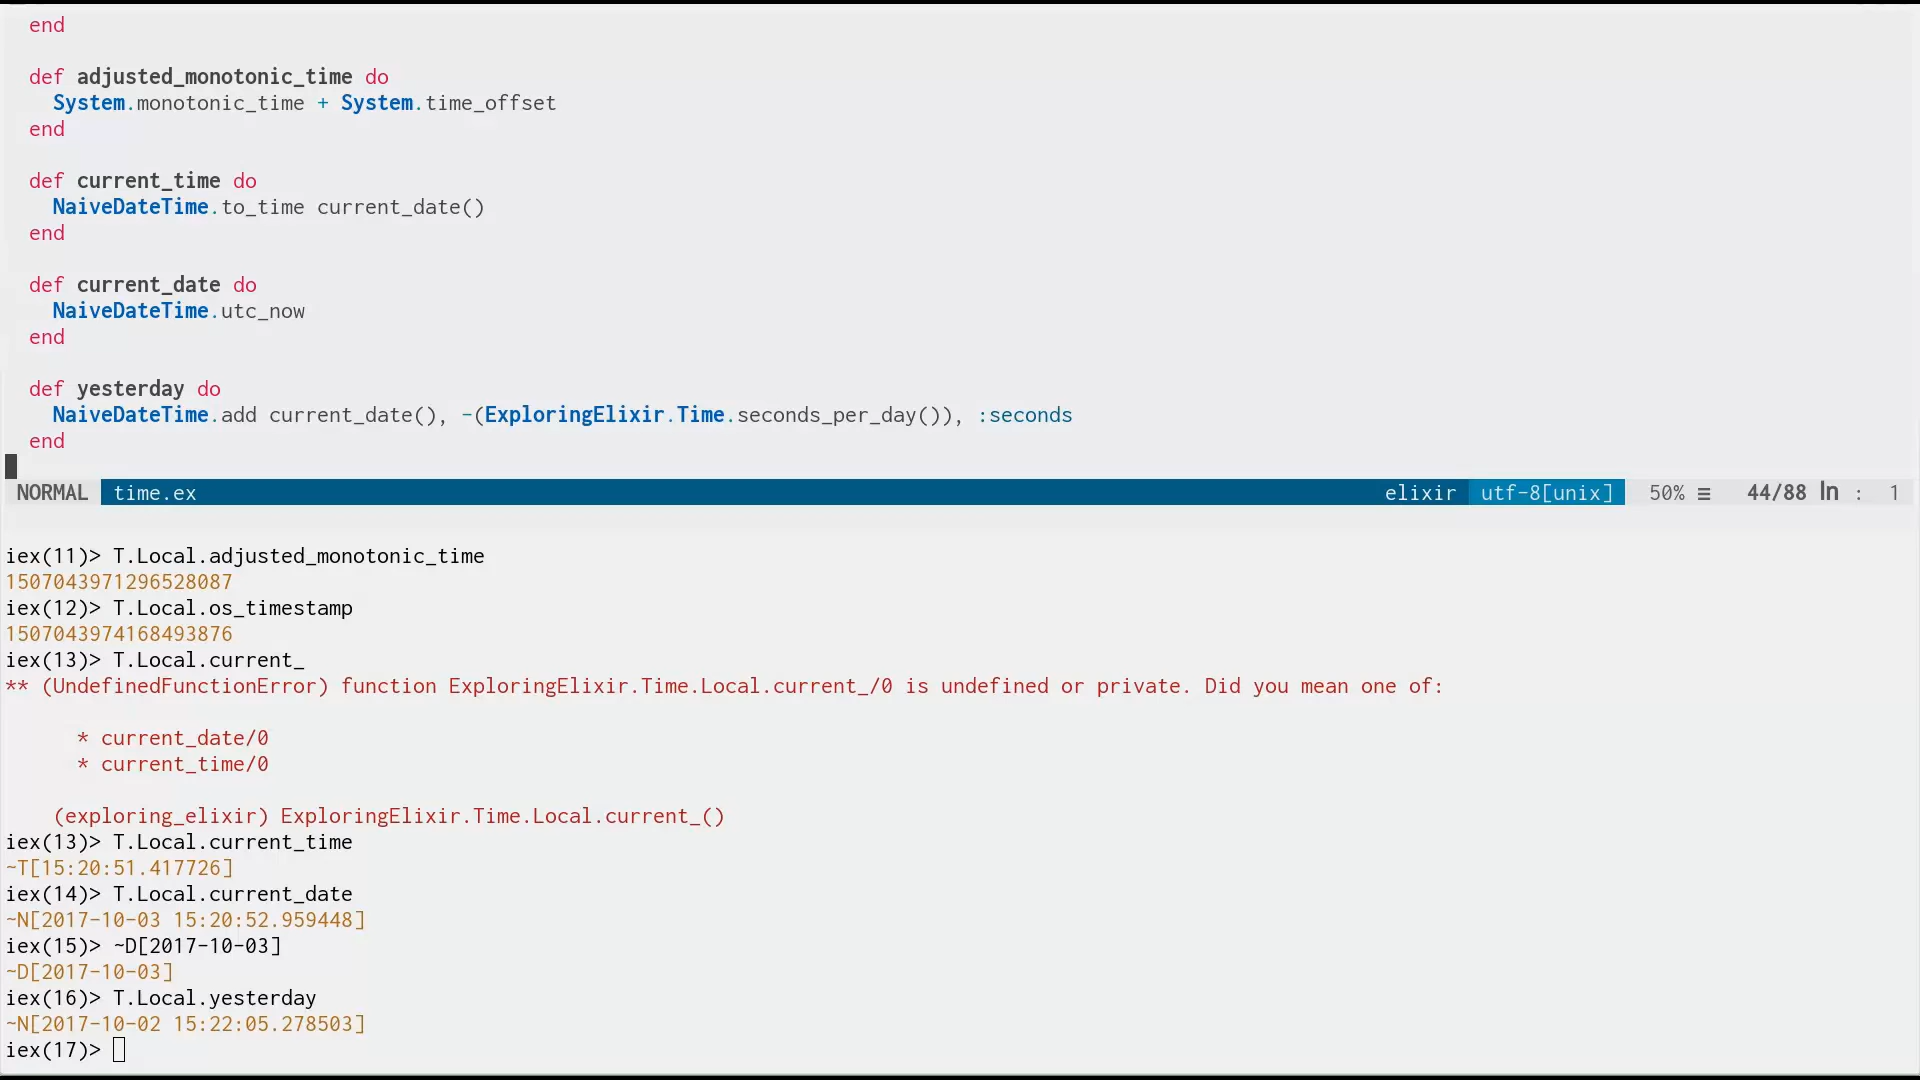 end
def adjusted_monotonic_time do
System.monotonic_time + System.time_offset
end
def current_time do
NaiveDateTime.to_time current_date()
end
def current_date do
NaiveDateTime.utc_now
end
def yesterday do
NaiveDateTime.add current_date(), -(ExploringElixir.Time.seconds_per_day()), :seconds
end
NORMAL time.ex elixir utf-8[unix] 50% ≡ 44/88 ln : 1
iex(11)> T.Local.adjusted_monotonic_time
1507043971296528087
iex(12)> T.Local.os_timestamp
1507043974168493876
iex(13)> T.Local.current_
** (UndefinedFunctionError) function ExploringElixir.Time.Local.current_/0 is undefined or private. Did you mean one of:
* current_date/0
* current_time/0
(exploring_elixir) ExploringElixir.Time.Local.current_()
iex(13)> T.Local.current_time
~T[15:20:51.417726]
iex(14)> T.Local.current_date
~N[2017-10-03 15:20:52.959448]
iex(15)> ~D[2017-10-03]
~D[2017-10-03]
iex(16)> T.Local.yesterday
~N[2017-10-02 15:22:05.278503]
iex(17)>